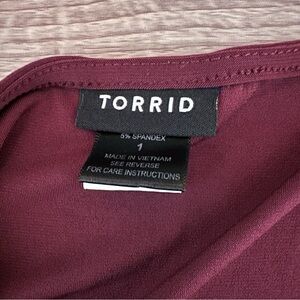 TORRID
5% SPANDEX
1
MADE IN VIETNAM
SEE REVERSE
FOR CARE INSTRUCTIONS